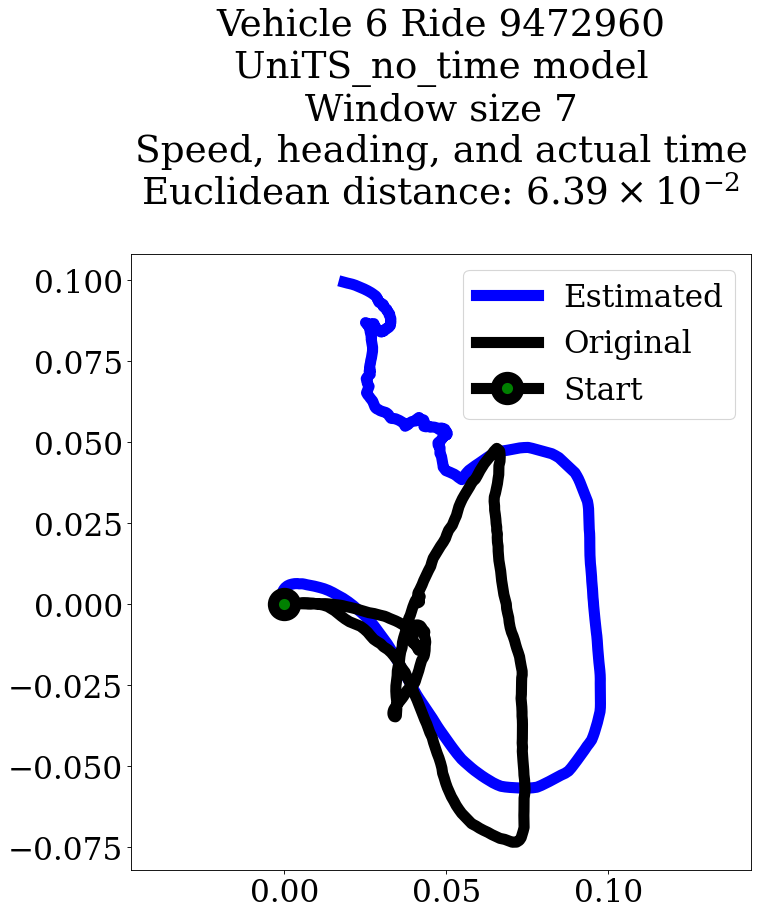 Vehicle 6 Ride 9472960
UniTS_no_time model
Window size 7
Speed, heading, and actual time
Euclidean distance: 6.39 × 10⁻²
Estimated
Original
Start
0.100
0.075
0.050
0.025
0.000
−0.025
−0.050
−0.075
0.00 0.05 0.10